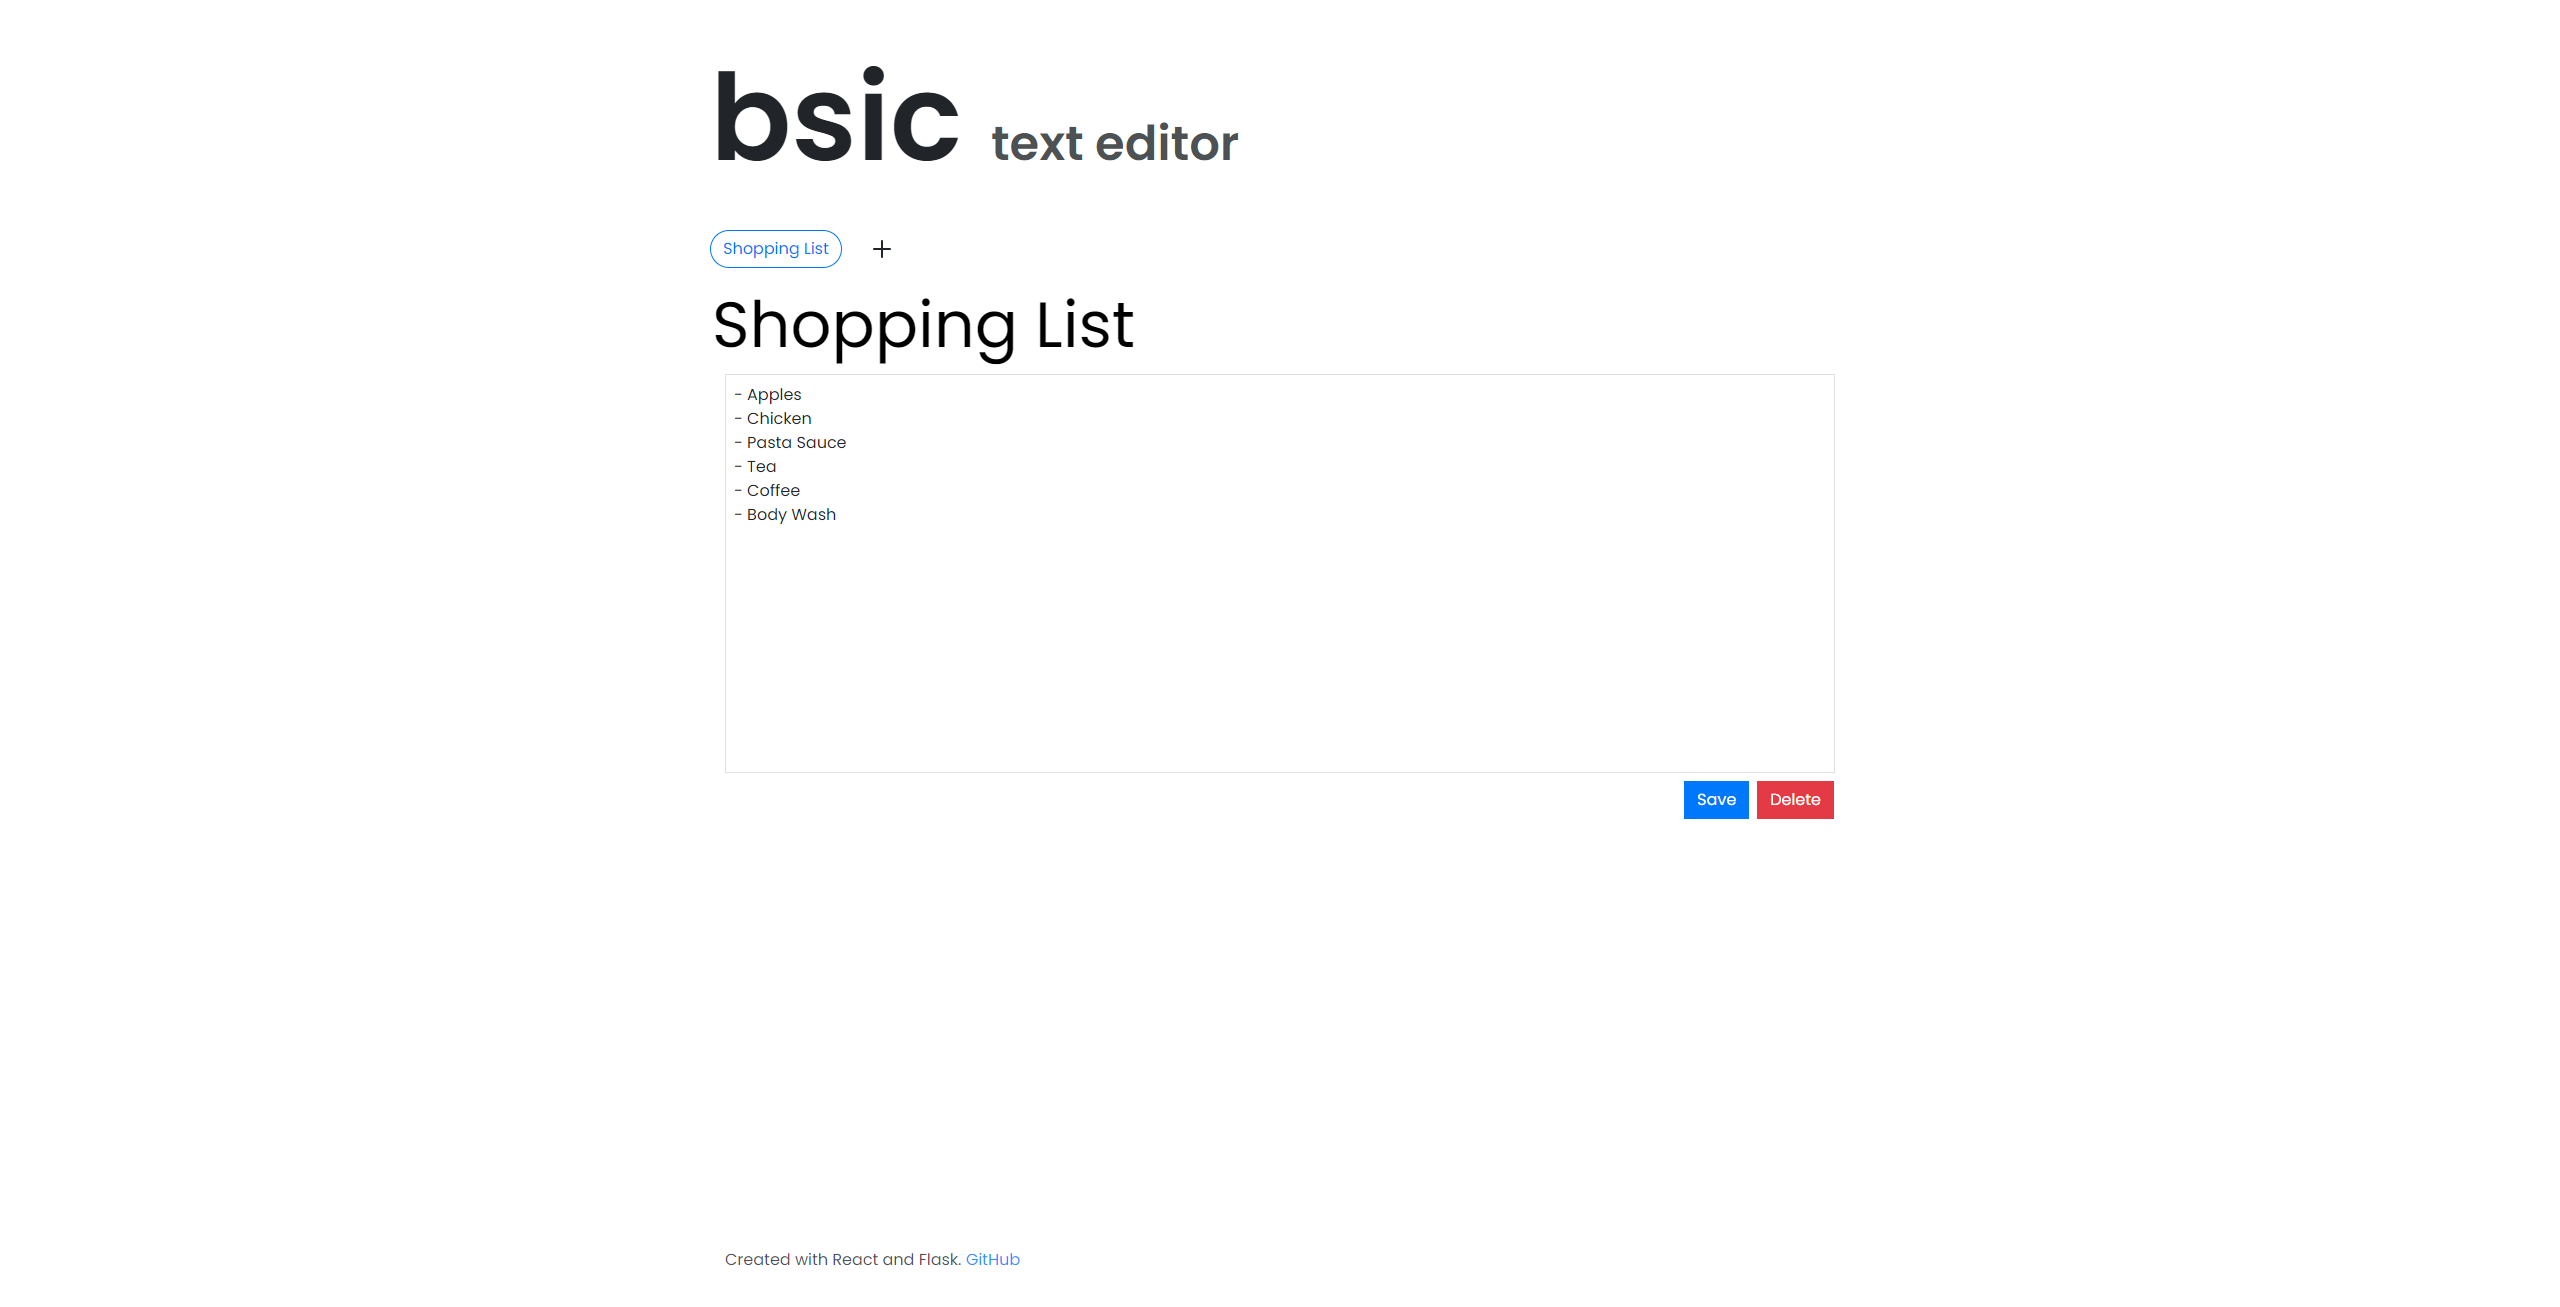 bsic text editor
Shopping List +
Shopping List
- Apples
- Chicken
- Pasta Sauce
- Tea
- Coffee
- Body Wash
Save Delete
Created with React and Flask. GitHub